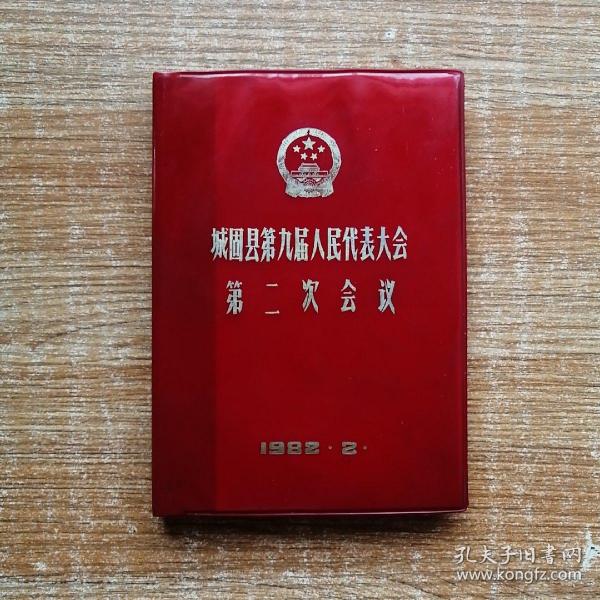 城固县第九届人民代表大会
第二次会议
1982·2·
孔夫子旧书网
www.kongfz.com